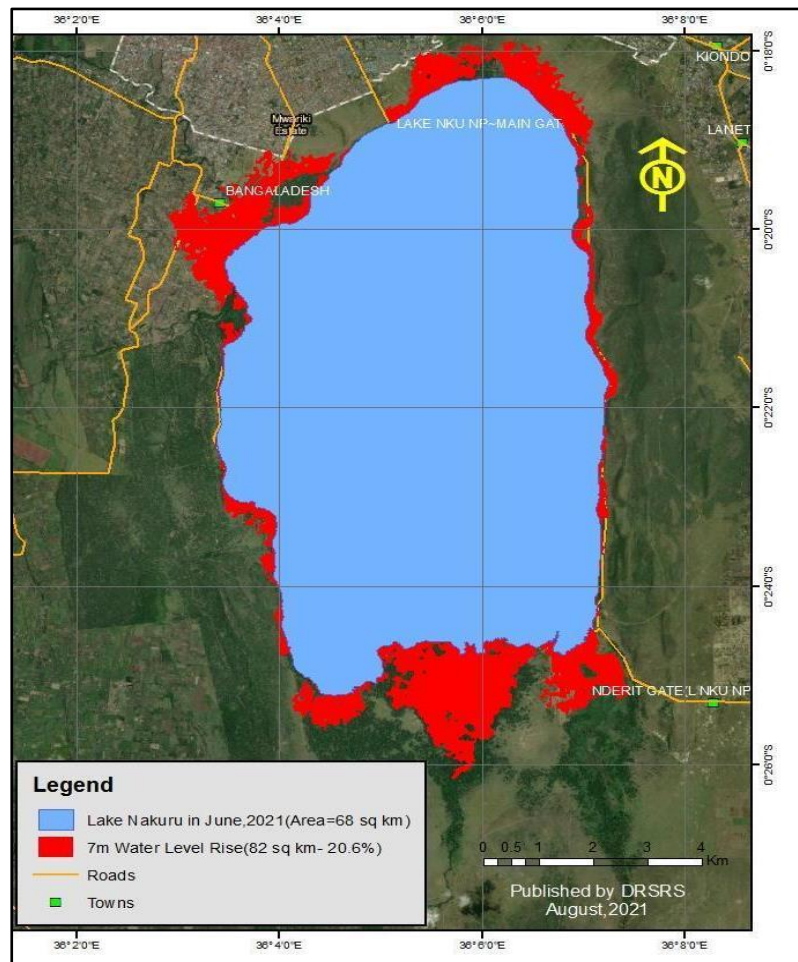 36°2'0"E
36°4'0"E
36°6'0"E
36°8'0"E
0°18'0"S
KIONDO
Mwariki
Estate
LAKE NKU NP~MAIN GAT
LANET
N
BANGALADESH
0°20'0"S
0°22'0"S
0°24'0"S
NDERIT GATE(L NKU NP
0°26'0"S
Legend
Lake Nakuru in June,2021(Area=68 sq km)
7m Water Level Rise(82 sq km- 20.6%)
Roads
Towns
0 0.5 1 2 3 4
Km
Published by DRSRS
August,2021
36°2'0"E
36°4'0"E
36°6'0"E
36°8'0"E